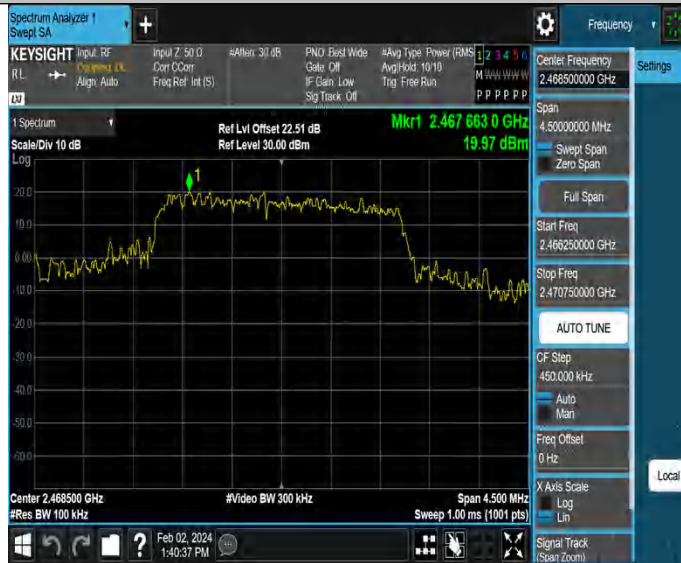 Spectrum Analyzer 1
Swept SA
+
Frequency
KEYSIGHT
Input: RF
Coupling: DC
Align: Auto
Input Z: 50 Ω
Corr CCorr
Freq Ref: Int (S)
#Atten: 30 dB
PNO: Best Wide
Gate: Off
IF Gain: Low
Sig Track: Off
#Avg Type: Power (RMS
Avg|Hold: 10/10
Trig: Free Run
1 2 3 4 5 6
M W W W W W
P P P P P P
RL
LXI
1 Spectrum
Scale/Div 10 dB
Log
Ref Lvl Offset 22.51 dB
Ref Level 30.00 dBm
Mkr1 2.467 663 0 GHz
19.97 dBm
1
20.0
10.0
0.00
-10.0
-20.0
-30.0
-40.0
-50.0
-60.0
Center 2.468500 GHz
#Res BW 100 kHz
#Video BW 300 kHz
Span 4.500 MHz
Sweep 1.00 ms (1001 pts)
Center Frequency
2.468500000 GHz
Settings
Span
4.50000000 MHz
Swept Span
Zero Span
Full Span
Start Freq
2.466250000 GHz
Stop Freq
2.470750000 GHz
AUTO TUNE
CF Step
450.000 kHz
Auto
Man
Freq Offset
0 Hz
X Axis Scale
Log
Lin
Local
Signal Track
(Span Zoom)
?
Feb 02, 2024
1:40:37 PM